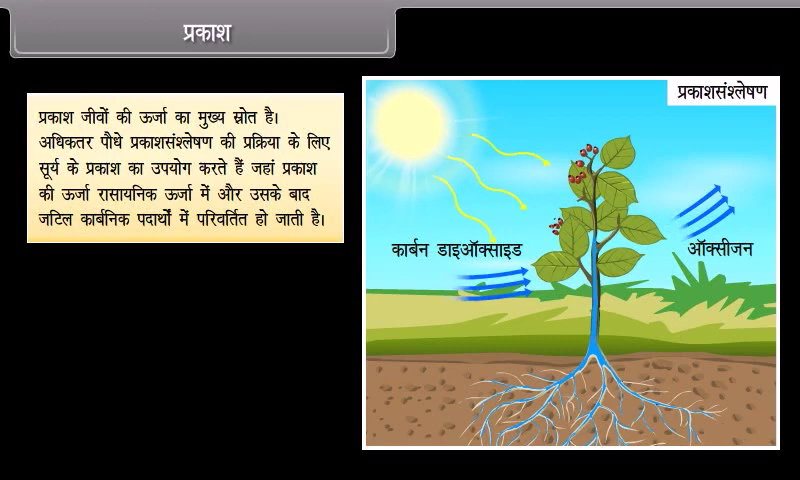 प्रकाश
प्रकाश जीवों की ऊर्जा का मुख्य स्रोत है।
अधिकतर पौधे प्रकाशसंश्लेषण की प्रक्रिया के लिए
सूर्य के प्रकाश का उपयोग करते हैं जहां प्रकाश
की ऊर्जा रासायनिक ऊर्जा में और उसके बाद
जटिल कार्बनिक पदार्थों में परिवर्तित हो जाती है।
प्रकाशसंश्लेषण
कार्बन डाइऑक्साइड
ऑक्सीजन